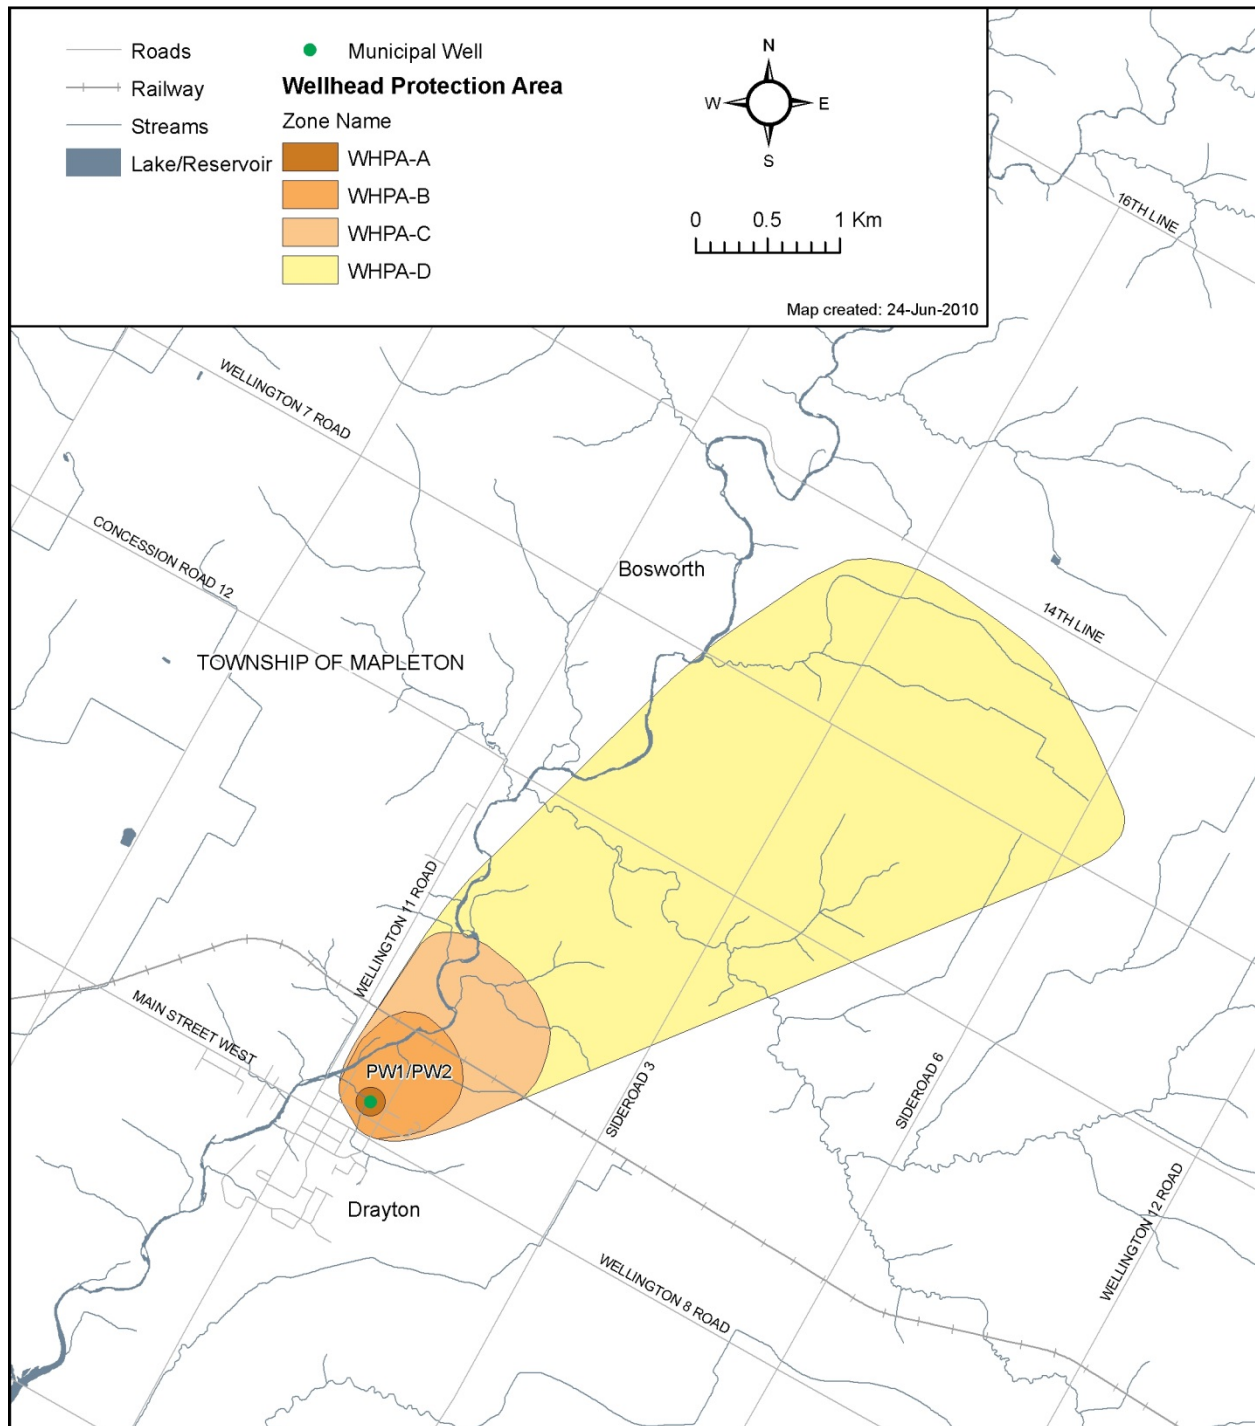 Roads
Railway
Streams
Lake/Reservoir
Municipal Well
Wellhead Protection Area
Zone Name
WHPA-A
WHPA-B
WHPA-C
WHPA-D
N
W
E
S
0 0.5 1 Km
Map created: 24-Jun-2010
16TH LINE
WELLINGTON 7 ROAD
CONCESSION ROAD 12
Bosworth
14TH LINE
TOWNSHIP OF MAPLETON
WELLINGTON 11 ROAD
MAIN STREET WEST
PW1/PW2
SIDEROAD 3
SIDEROAD 6
WELLINGTON 12 ROAD
Drayton
WELLINGTON 8 ROAD